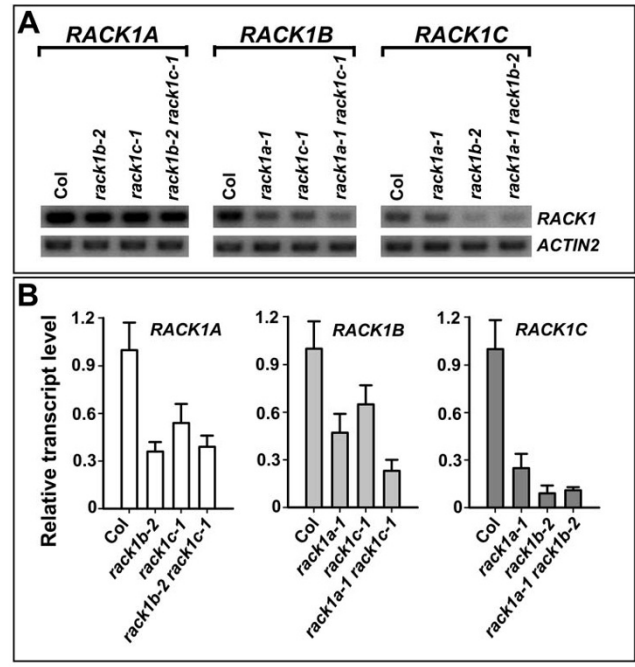 A
RACK1A RACK1B RACK1C
Col rack1b-2 rack1c-1 rack1b-2 rack1c-1 Col rack1a-1 rack1c-1 rack1a-1 rack1c-1 Col rack1a-1 rack1b-2 rack1a-1 rack1b-2
RACK1
ACTIN2
B
Relative transcript level
1.2
0.9
0.6
0.3
0
RACK1A
Col rack1b-2 rack1c-1 rack1b-2 rack1c-1
1.2
0.9
0.6
0.3
0
RACK1B
Col rack1a-1 rack1c-1 rack1a-1 rack1c-1
1.2
0.9
0.6
0.3
0
RACK1C
Col rack1a-1 rack1b-2 rack1a-1 rack1b-2